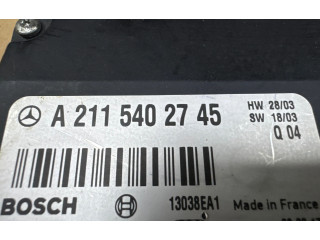 A 211 540 27 45
HW 28/03
SW 18/03
Q 04
BOSCH
13038EA1
Made in France